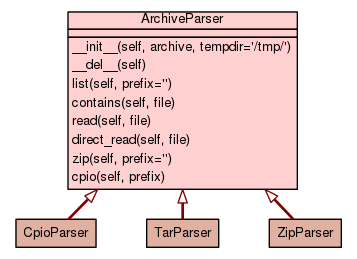 ArchiveParser
__init__(self, archive, tempdir='/tmp/')
__del__(self)
list(self, prefix='')
contains(self, file)
read(self, file)
direct_read(self, file)
zip(self, prefix='')
cpio(self, prefix)
CpioParser
TarParser
ZipParser